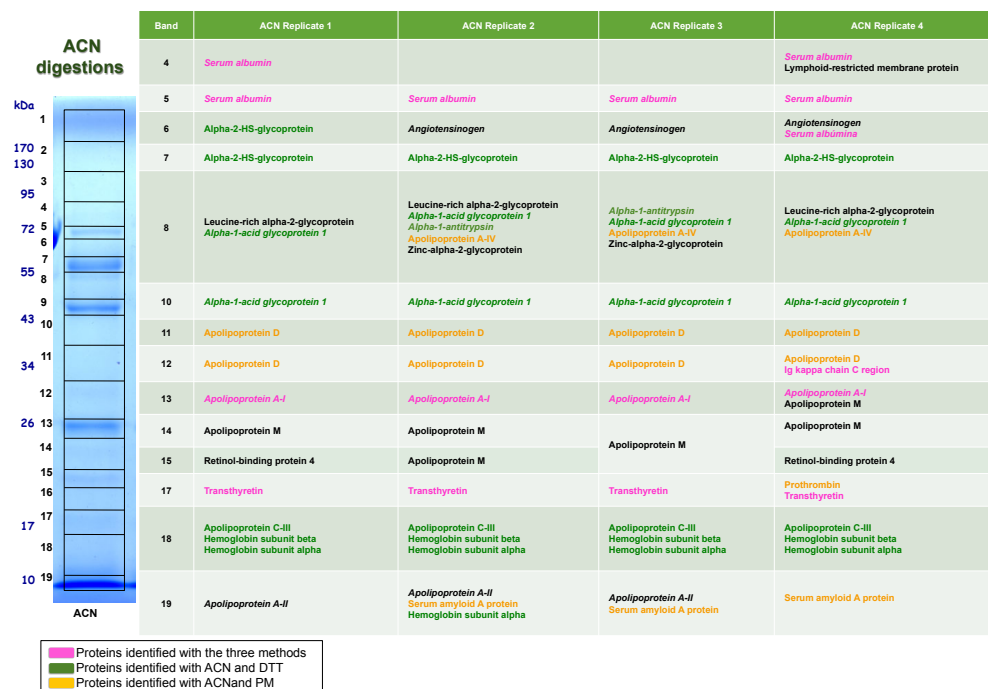 ACN
digestions
kDa
1
170
2
130
3
95
4
5
72
6
7
55
8
9
43
10
11
34
12
26
13
14
15
16
17
17
18
10
19
ACN
Band
ACN Replicate 1
ACN Replicate 2
ACN Replicate 3
ACN Replicate 4
4
Serum albumin
Serum albumin
Lymphoid-restricted membrane protein
5
Serum albumin
Serum albumin
Serum albumin
Serum albumin
6
Alpha-2-HS-glycoprotein
Angiotensinogen
Angiotensinogen
Angiotensinogen
Serum albúmina
7
Alpha-2-HS-glycoprotein
Alpha-2-HS-glycoprotein
Alpha-2-HS-glycoprotein
Alpha-2-HS-glycoprotein
8
Leucine-rich alpha-2-glycoprotein
Alpha-1-acid glycoprotein 1
Leucine-rich alpha-2-glycoprotein
Alpha-1-acid glycoprotein 1
Alpha-1-antitrypsin
Apolipoprotein A-IV
Zinc-alpha-2-glycoprotein
Alpha-1-antitrypsin
Alpha-1-acid glycoprotein 1
Apolipoprotein A-IV
Zinc-alpha-2-glycoprotein
Leucine-rich alpha-2-glycoprotein
Alpha-1-acid glycoprotein 1
Apolipoprotein A-IV
10
Alpha-1-acid glycoprotein 1
Alpha-1-acid glycoprotein 1
Alpha-1-acid glycoprotein 1
Alpha-1-acid glycoprotein 1
11
Apolipoprotein D
Apolipoprotein D
Apolipoprotein D
Apolipoprotein D
12
Apolipoprotein D
Apolipoprotein D
Apolipoprotein D
Apolipoprotein D
Ig kappa chain C region
13
Apolipoprotein A-I
Apolipoprotein A-I
Apolipoprotein A-I
Apolipoprotein A-I
Apolipoprotein M
14
Apolipoprotein M
Apolipoprotein M
Apolipoprotein M
Apolipoprotein M
15
Retinol-binding protein 4
Apolipoprotein M
Retinol-binding protein 4
17
Transthyretin
Transthyretin
Transthyretin
Prothrombin
Transthyretin
18
Apolipoprotein C-III
Hemoglobin subunit beta
Hemoglobin subunit alpha
Apolipoprotein C-III
Hemoglobin subunit beta
Hemoglobin subunit alpha
Apolipoprotein C-III
Hemoglobin subunit beta
Hemoglobin subunit alpha
Apolipoprotein C-III
Hemoglobin subunit beta
Hemoglobin subunit alpha
19
Apolipoprotein A-II
Apolipoprotein A-II
Serum amyloid A protein
Hemoglobin subunit alpha
Apolipoprotein A-II
Serum amyloid A protein
Serum amyloid A protein
Proteins identified with the three methods
Proteins identified with ACN and DTT
Proteins identified with ACNand PM